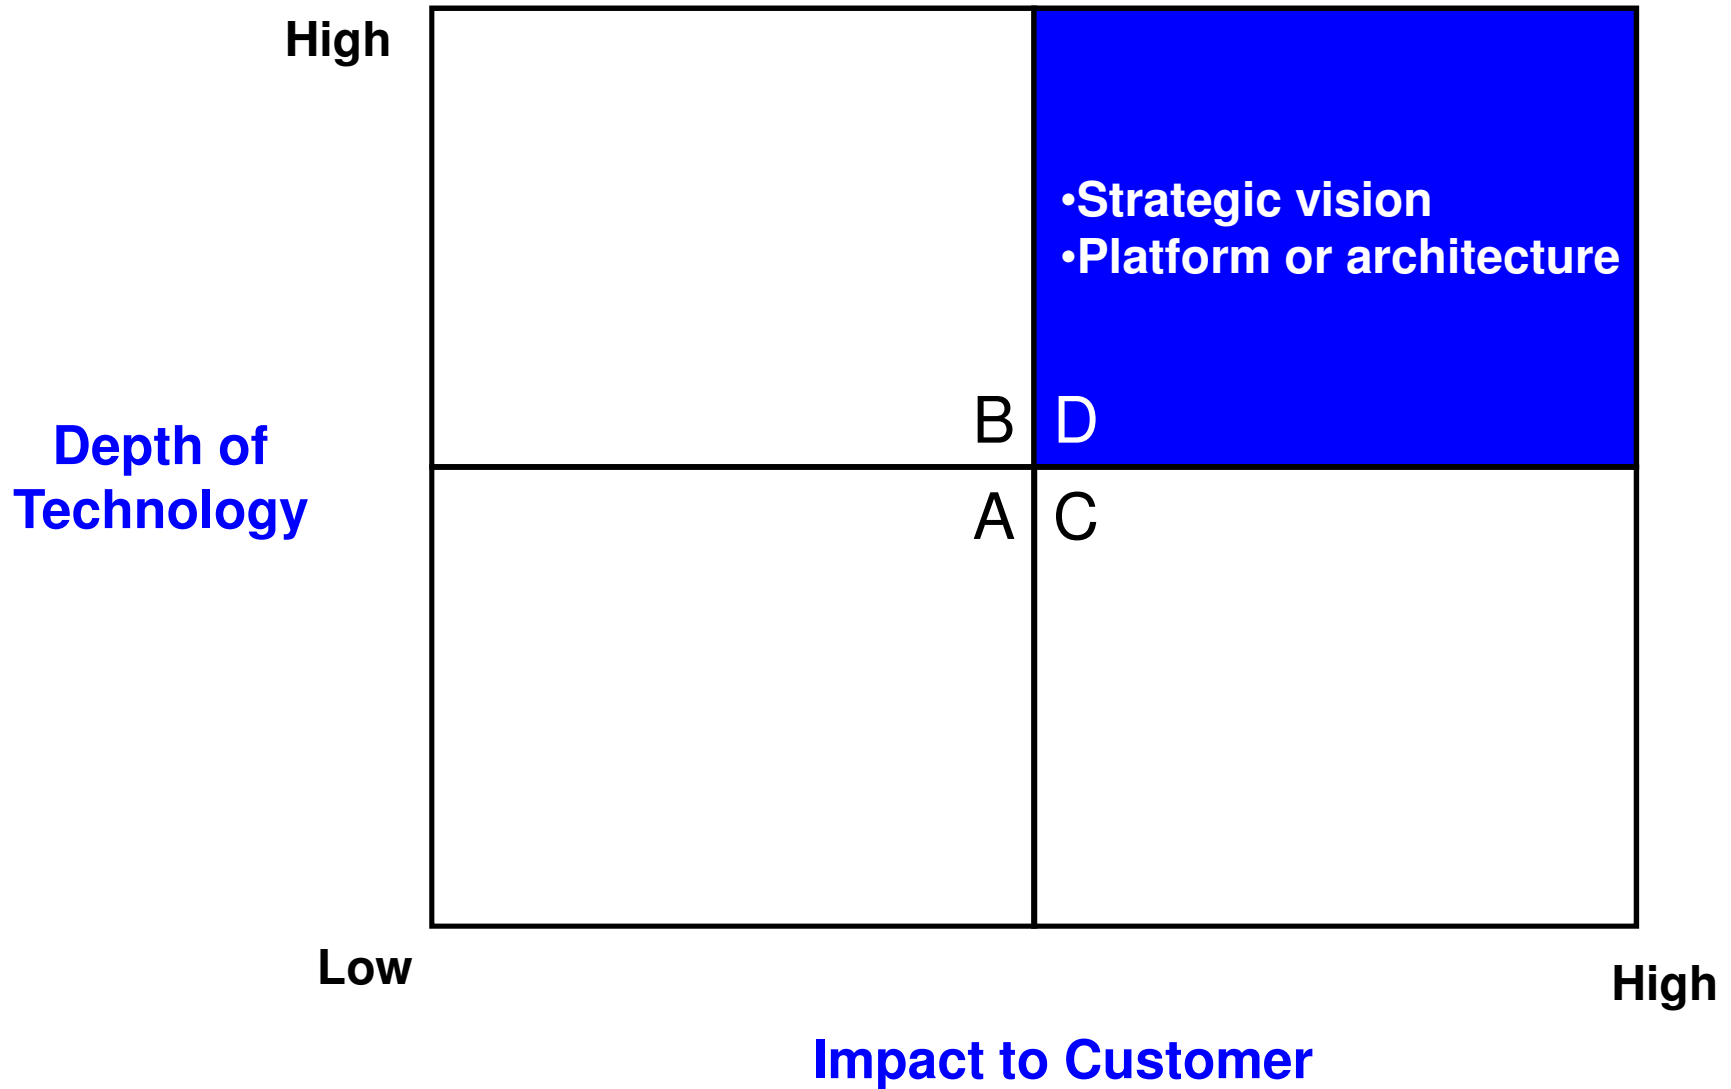 High
•Strategic vision
•Platform or architecture
B D
Depth of
Technology
A C
Low
High
Impact to Customer